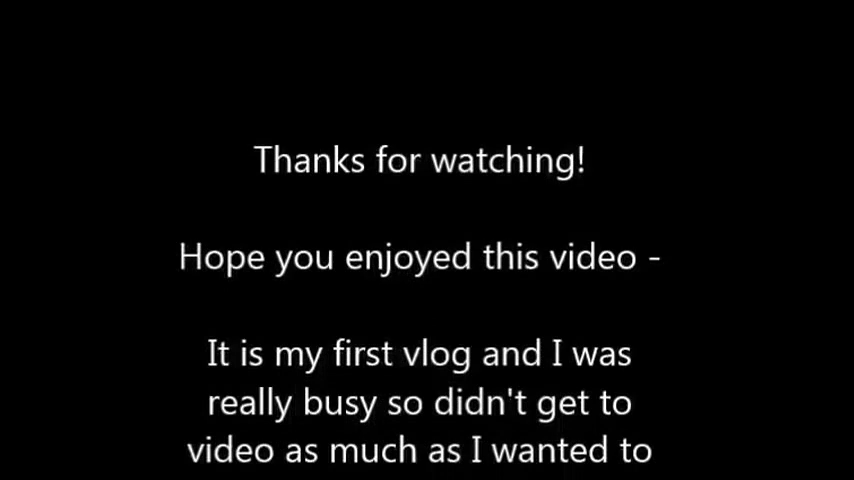 Thanks for watching!
Hope you enjoyed this video -
It is my first vlog and I was
really busy so didn't get to
video as much as I wanted to